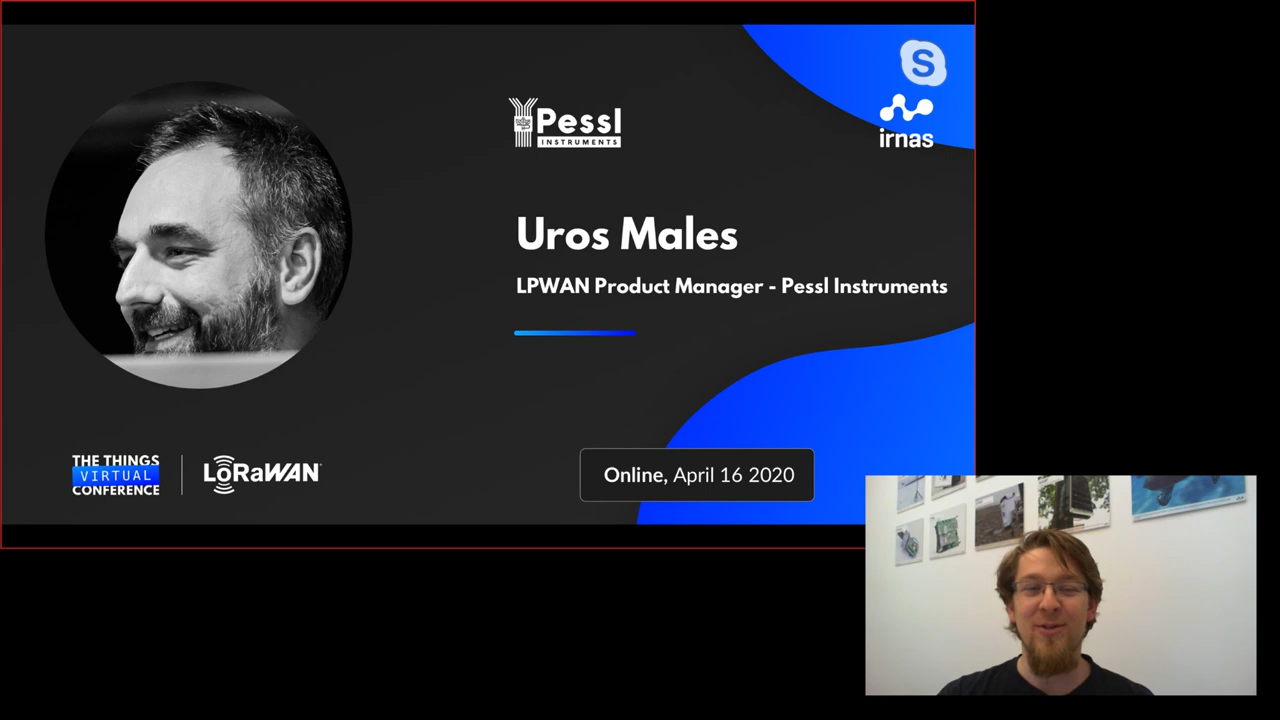 Pessl
INSTRUMENTS
S
irnas
Uros Males
LPWAN Product Manager - Pessl Instruments
THE THINGS
VIRTUAL
CONFERENCE
LoRaWAN
Online, April 16 2020